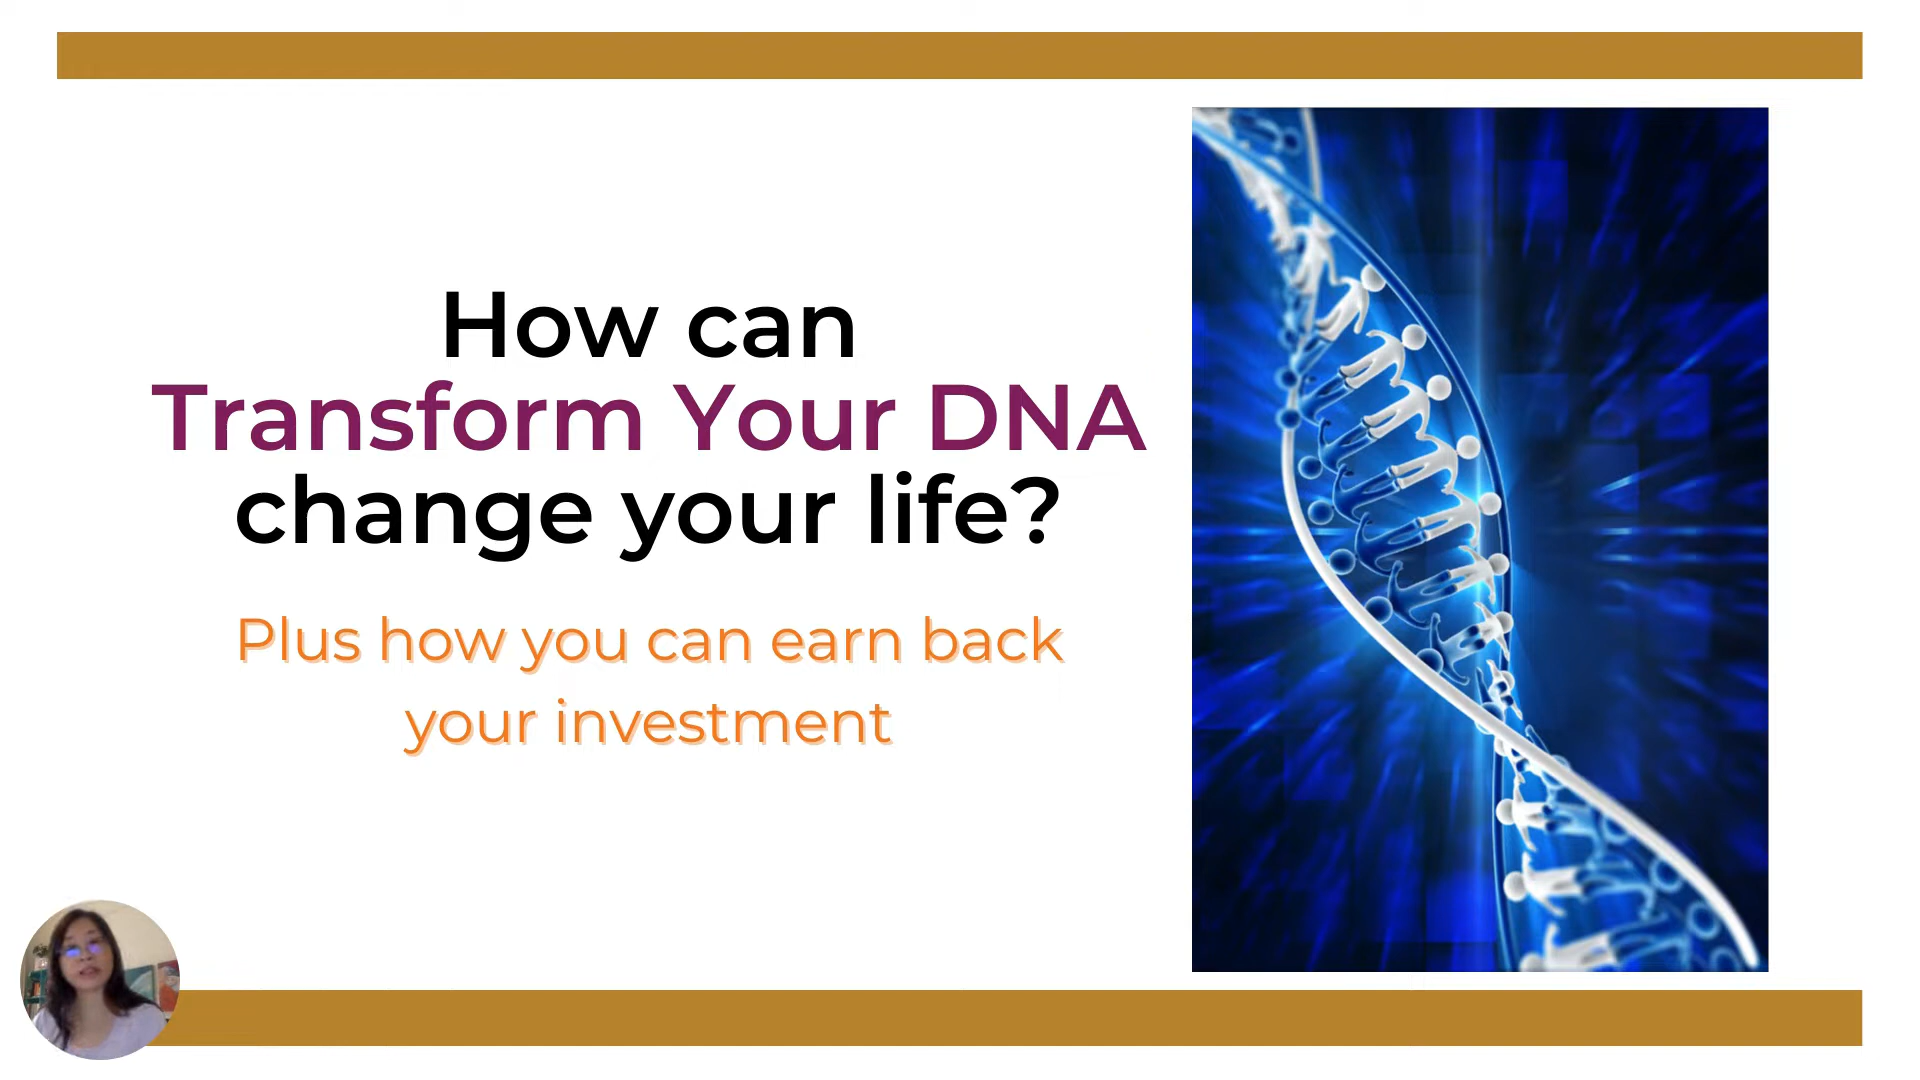 How can
Transform Your DNA
change your life?
Plus how you can earn back
your investment